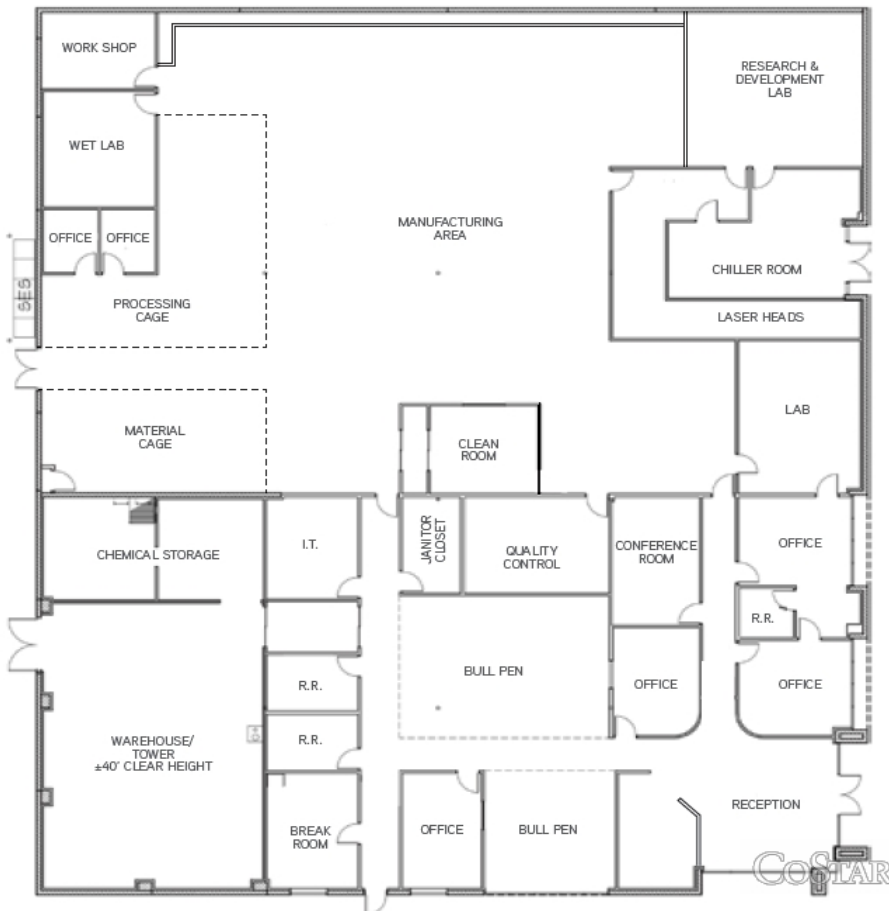 WORK SHOP
RESEARCH &
DEVELOPMENT
LAB
WET LAB
OFFICE
OFFICE
MANUFACTURING
AREA
CHILLER ROOM
SES
PROCESSING
CAGE
LASER HEADS
LAB
MATERIAL
CAGE
CLEAN
ROOM
CHEMICAL STORAGE
I.T.
JANITOR
CLOSET
QUALITY
CONTROL
CONFERENCE
ROOM
OFFICE
R.R.
BULL PEN
R.R.
OFFICE
OFFICE
R.R.
WAREHOUSE/
TOWER
±40' CLEAR HEIGHT
BREAK
ROOM
OFFICE
BULL PEN
RECEPTION
COSTAR